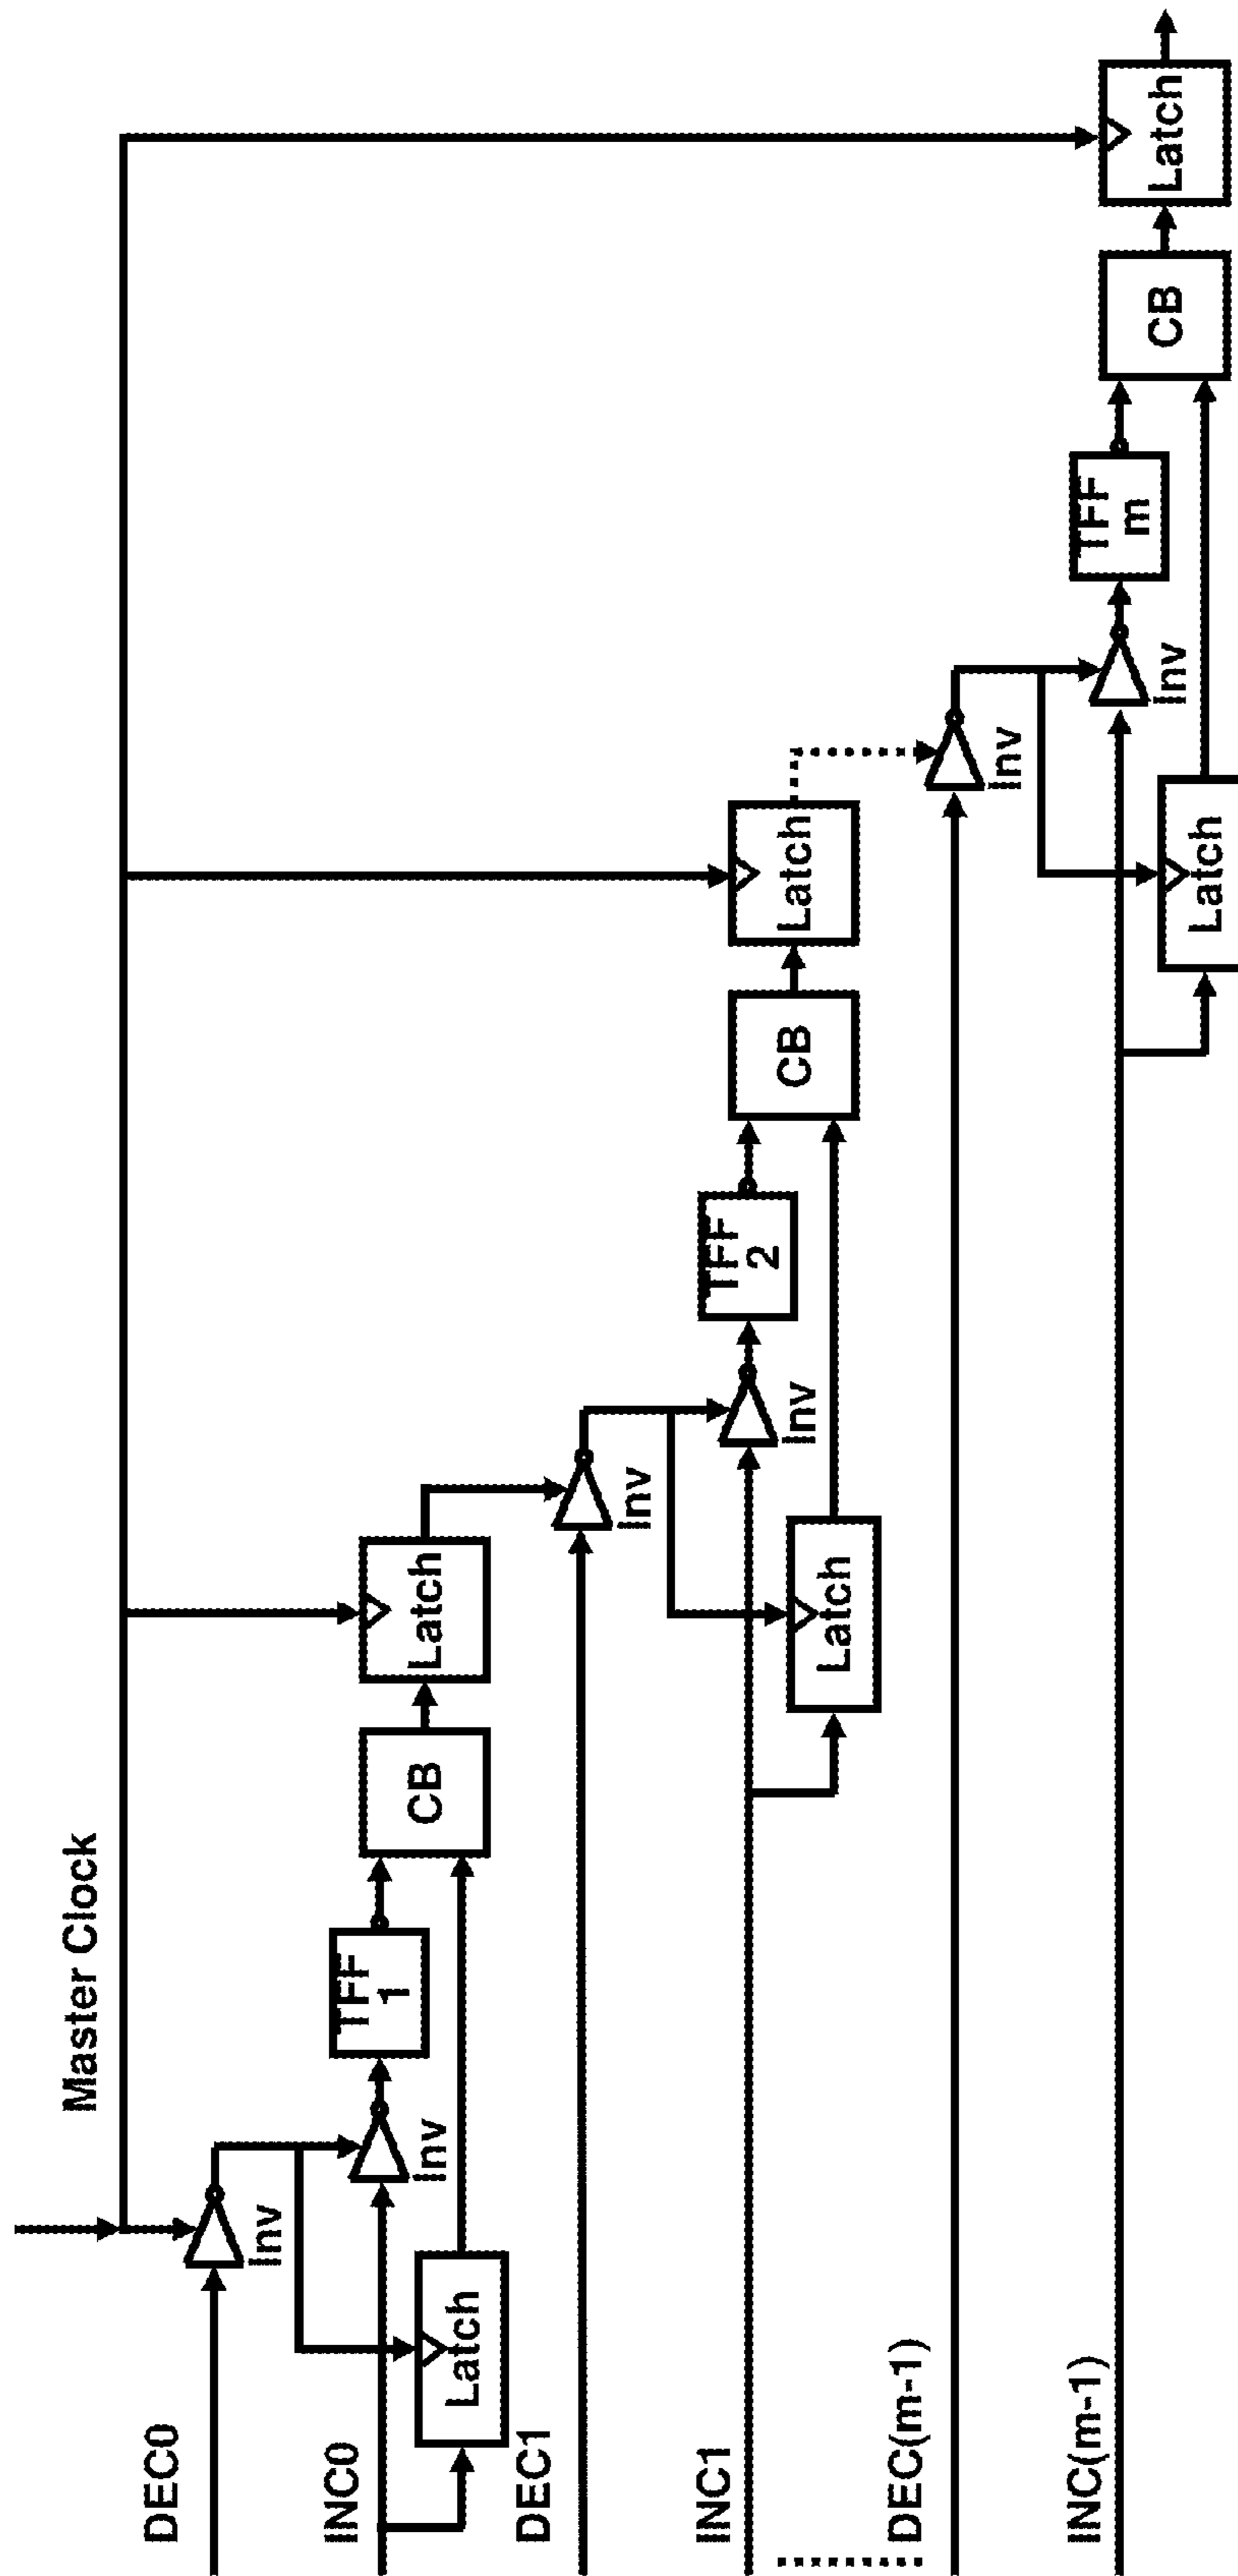 Master Clock
DEC0
Inv
INC0
Inv
TFF
1
Latch
CB
Latch
DEC1
Inv
INC1
Inv
TFF
2
Latch
CB
Latch
DEC(m-1)
Inv
INC(m-1)
Inv
TFF
m
Latch
CB
Latch